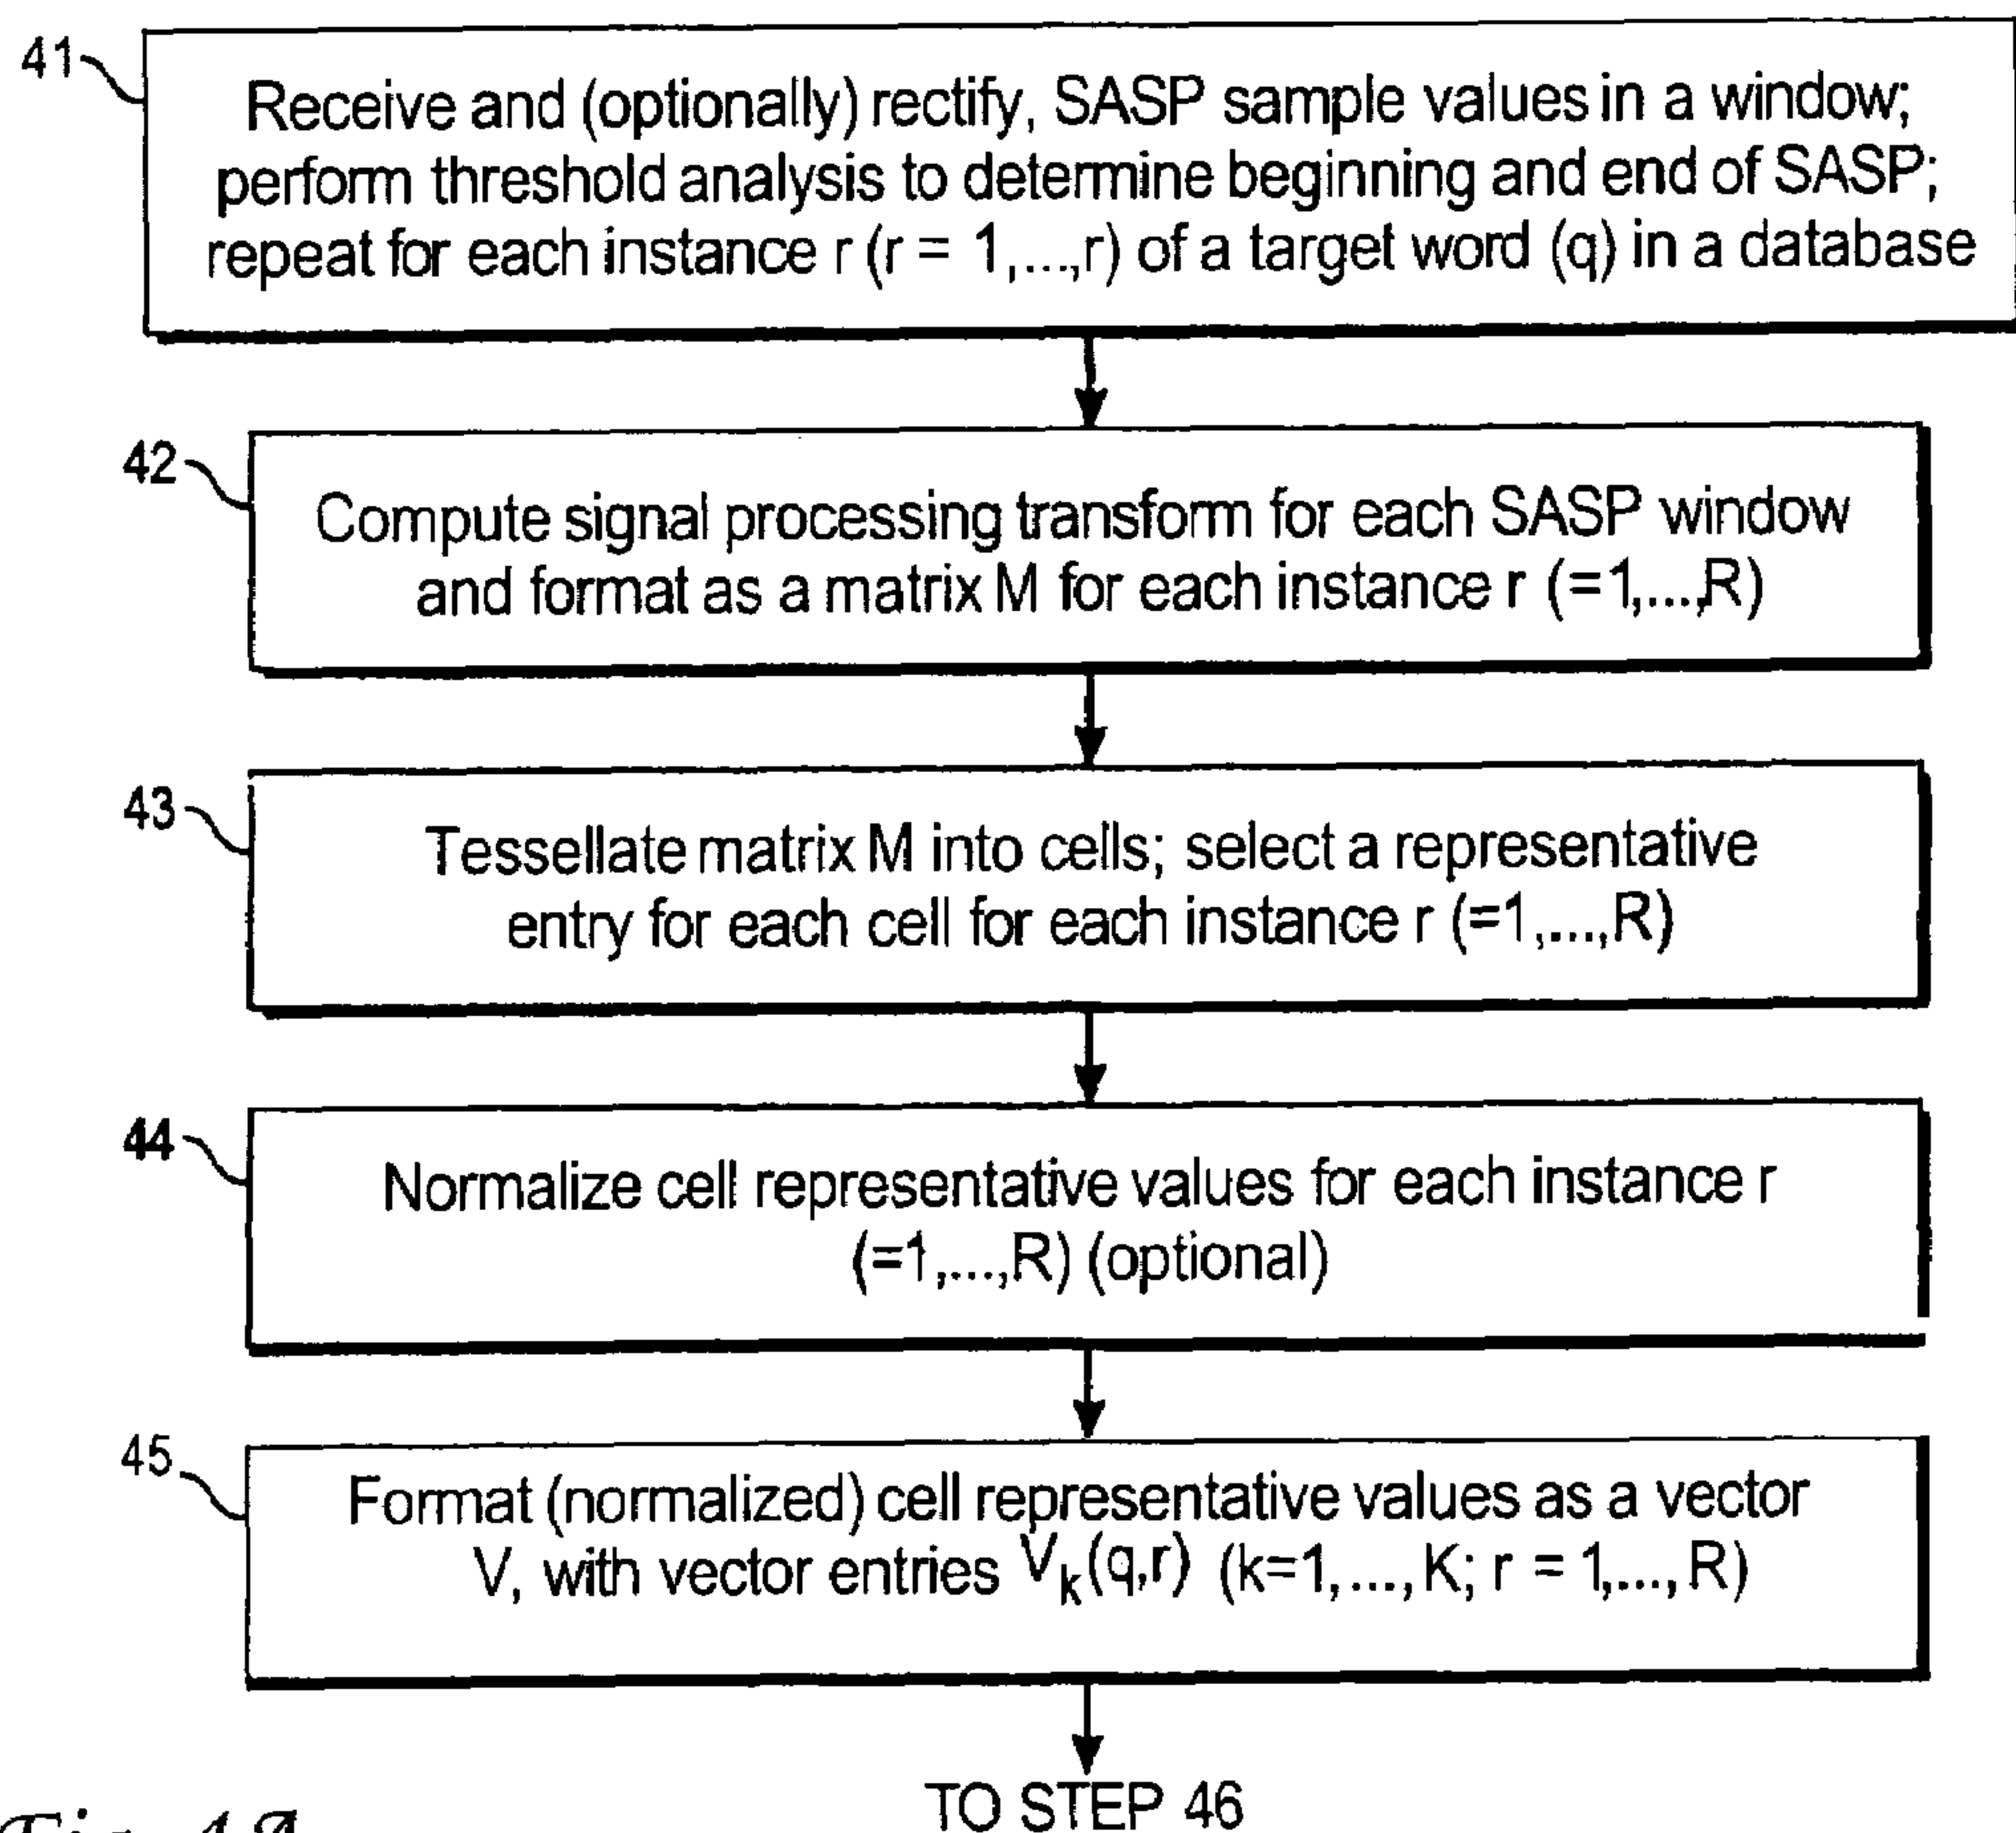 41
Receive and (optionally) rectify, SASP sample values in a window;
perform threshold analysis to determine beginning and end of SASP;
repeat for each instance r (r = 1,...,r) of a target word (q) in a database
42
Compute signal processing transform for each SASP window
and format as a matrix M for each instance r (=1,...,R)
43
Tessellate matrix M into cells; select a representative
entry for each cell for each instance r (=1,...,R)
44
Normalize cell representative values for each instance r
(=1,...,R) (optional)
45
Format (normalized) cell representative values as a vector
V, with vector entries Vk(q,r) (k=1,...,K; r = 1,...,R)
TO STEP 46
Fig. 4A